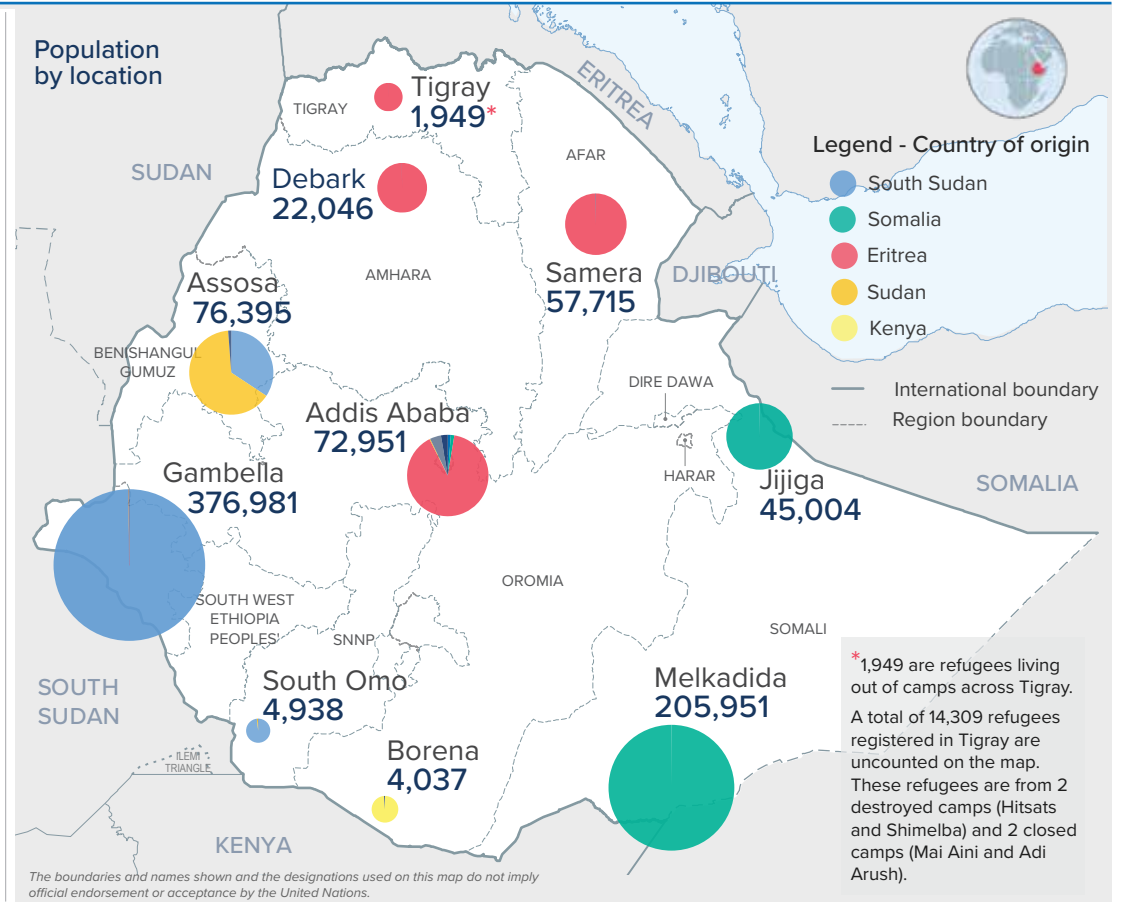 Population
by location
Tigray
1,949*
TIGRAY
ERITREA
AFAR
SUDAN
Debark
22,046
Legend - Country of origin
South Sudan
Somalia
Eritrea
Sudan
Kenya
International boundary
Region boundary
Samera
57,715
DJIBOUTI
AMHARA
Assosa
76,395
BENISHANGUL
GUMUZ
DIRE DAWA
Addis Ababa
72,951
HARAR
Jijiga
45,004
SOMALIA
Gambella
376,981
OROMIA
SOUTH WEST
ETHIOPIA
PEOPLES'
SNNP
SOMALI
South Omo
4,938
Melkadida
205,951
SOUTH
SUDAN
ILEMI
TRIANGLE
Borena
4,037
KENYA
*1,949 are refugees living
out of camps across Tigray.
A total of 14,309 refugees
registered in Tigray are
uncounted on the map.
These refugees are from 2
destroyed camps (Hitsats
and Shimelba) and 2 closed
camps (Mai Aini and Adi
Arush).
The boundaries and names shown and the designations used on this map do not imply
official endorsement or acceptance by the United Nations.